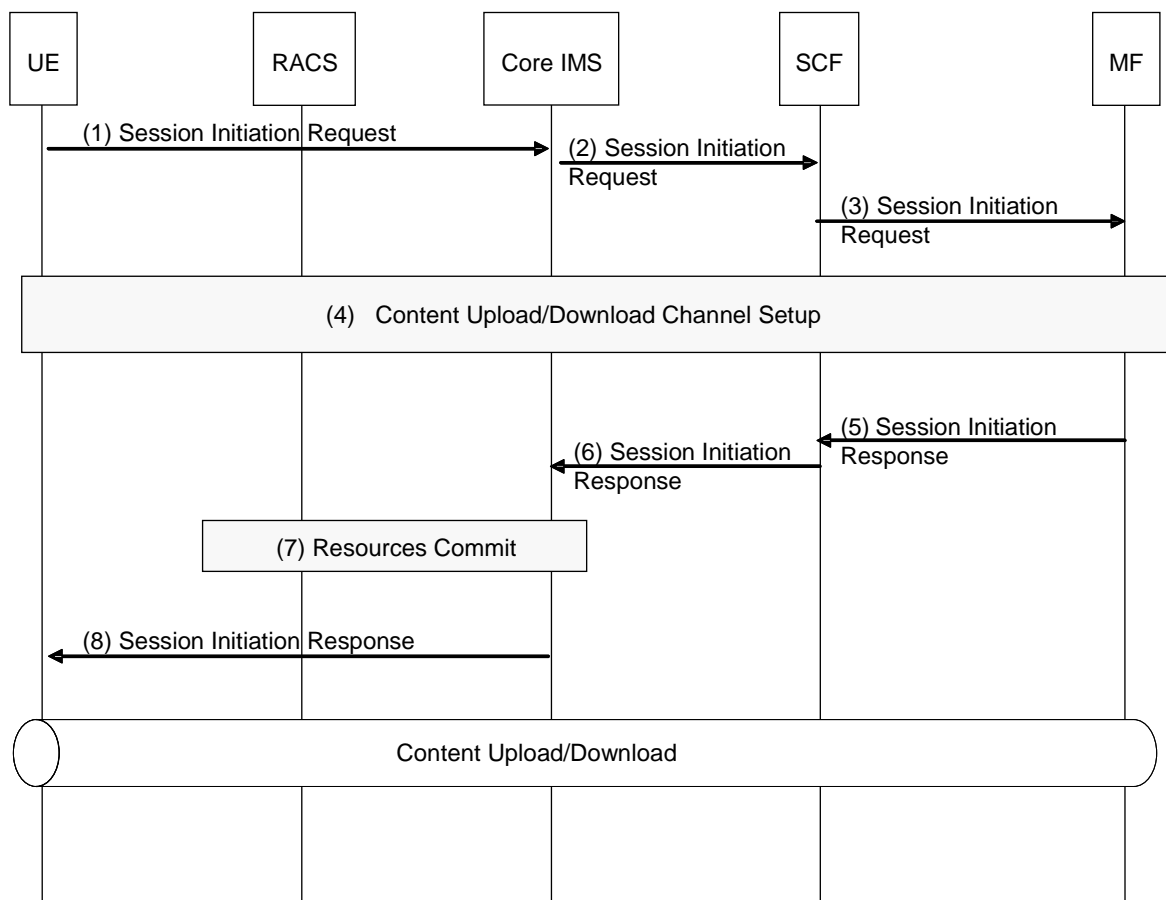 UE
RACS
Core IMS
SCF
MF
(1) Session Initiation Request
(2) Session Initiation
Request
(3) Session Initiation
Request
(4) Content Upload/Download Channel Setup
(5) Session Initiation
Response
(6) Session Initiation
Response
(7) Resources Commit
(8) Session Initiation Response
Content Upload/Download